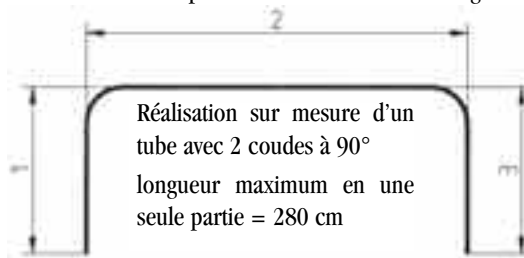 2
1
3
Réalisation sur mesure d'un
tube avec 2 coudes à 90°
longueur maximum en une
seule partie = 280 cm